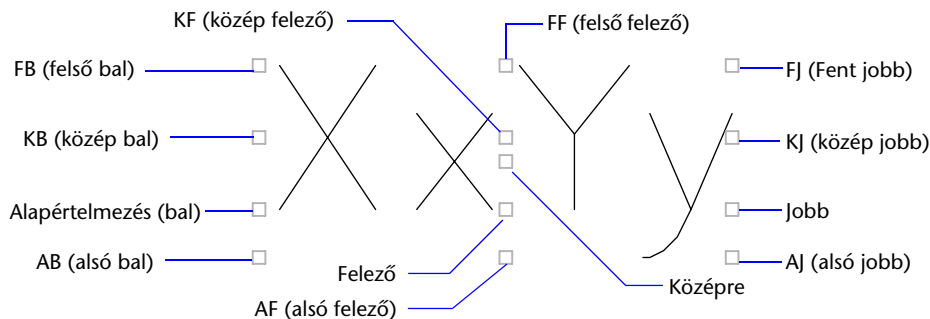 KF (közép felező)
FF (felső felező)
FB (felső bal)
FJ (Fent jobb)
KB (közép bal)
KJ (közép jobb)
Alapértelmezés (bal)
Jobb
AB (alsó bal)
AJ (alsó jobb)
Felező
Középre
AF (alsó felező)
X x Y y